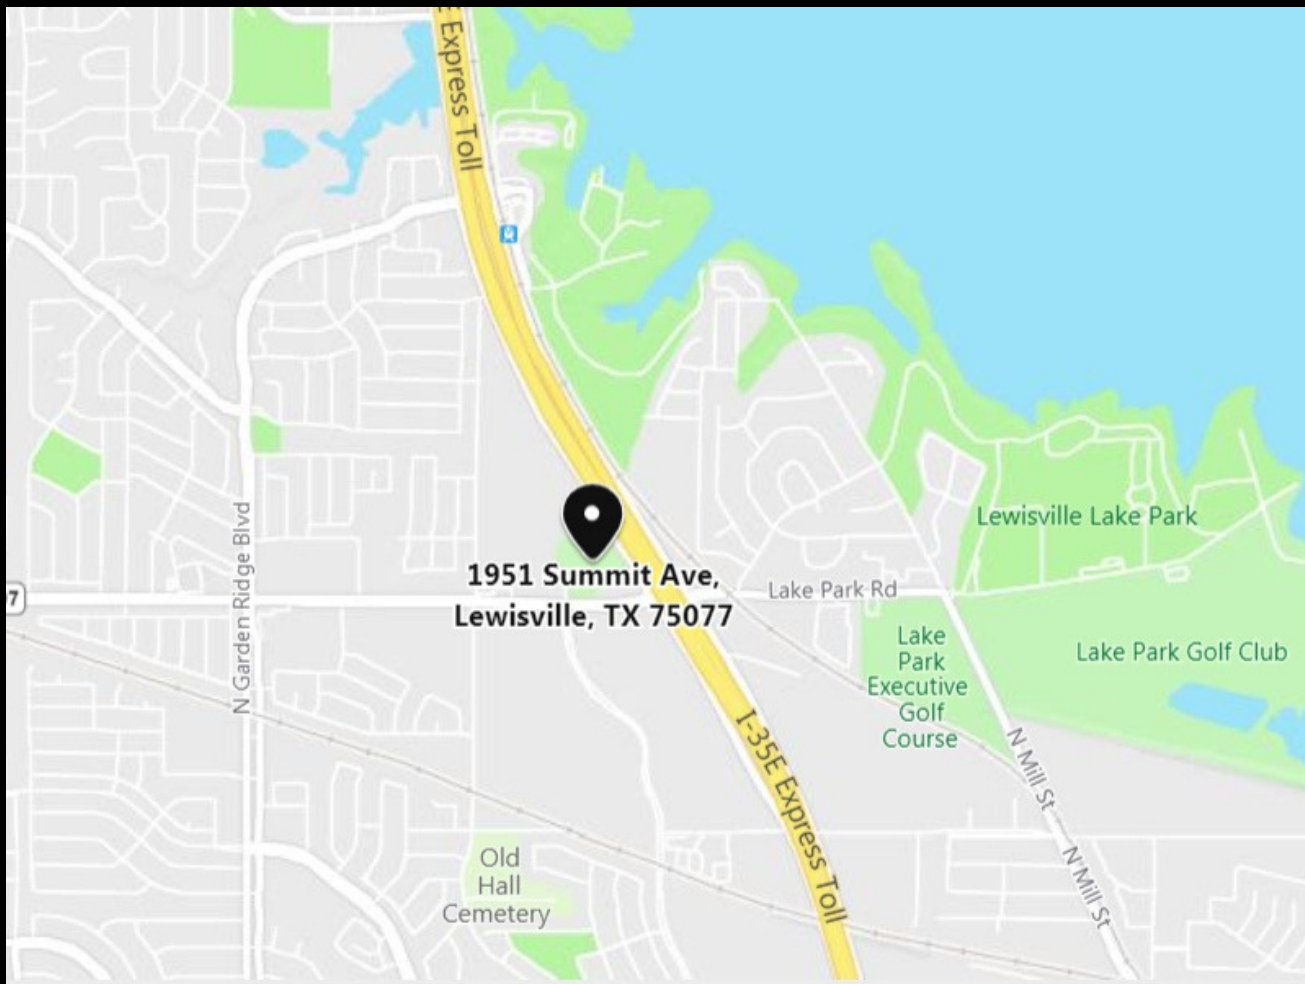 E Express Toll
N Garden Ridge Blvd
7
1951 Summit Ave,
Lewisville, TX 75077
Lake Park Rd
Lewisville Lake Park
Lake
Park
Executive
Golf
Course
Lake Park Golf Club
I-35E Express Toll
N Mill St
N Mill St
Old
Hall
Cemetery